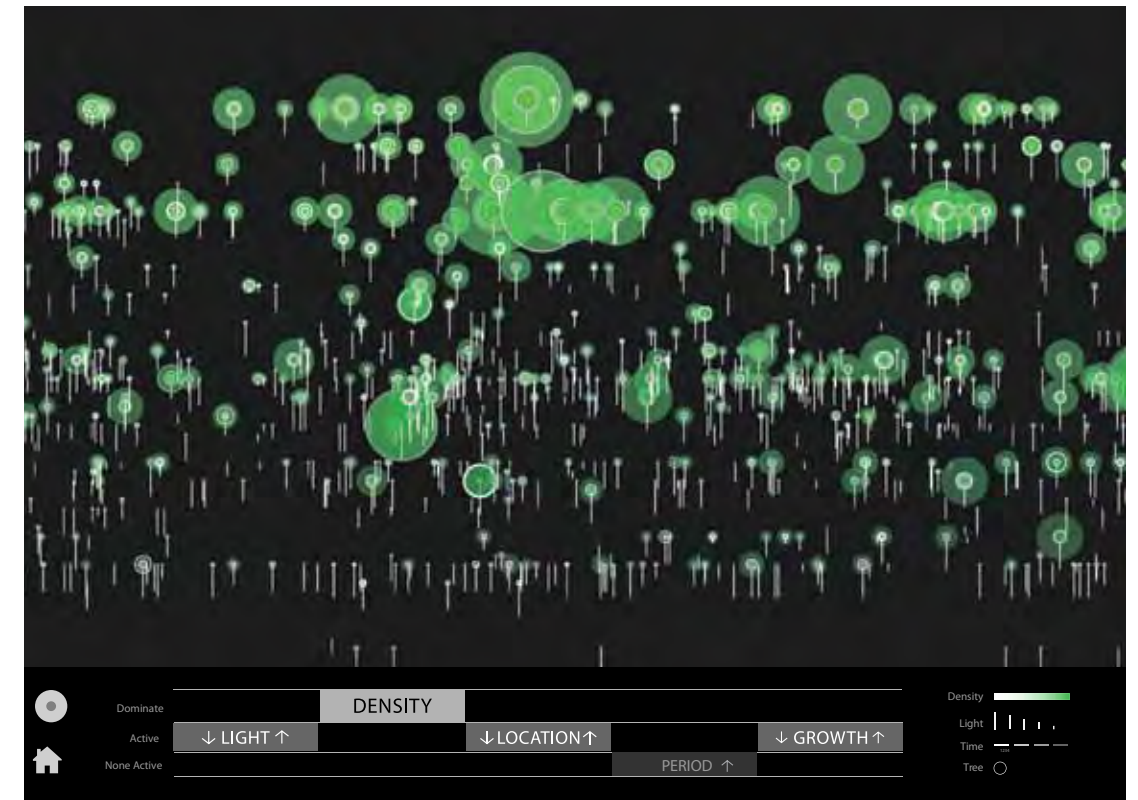 Dominate
DENSITY
Active
↓ LIGHT ↑
↓ LOCATION ↑
↓ GROWTH ↑
None Active
PERIOD ↑
Density
Light
Time
Tree